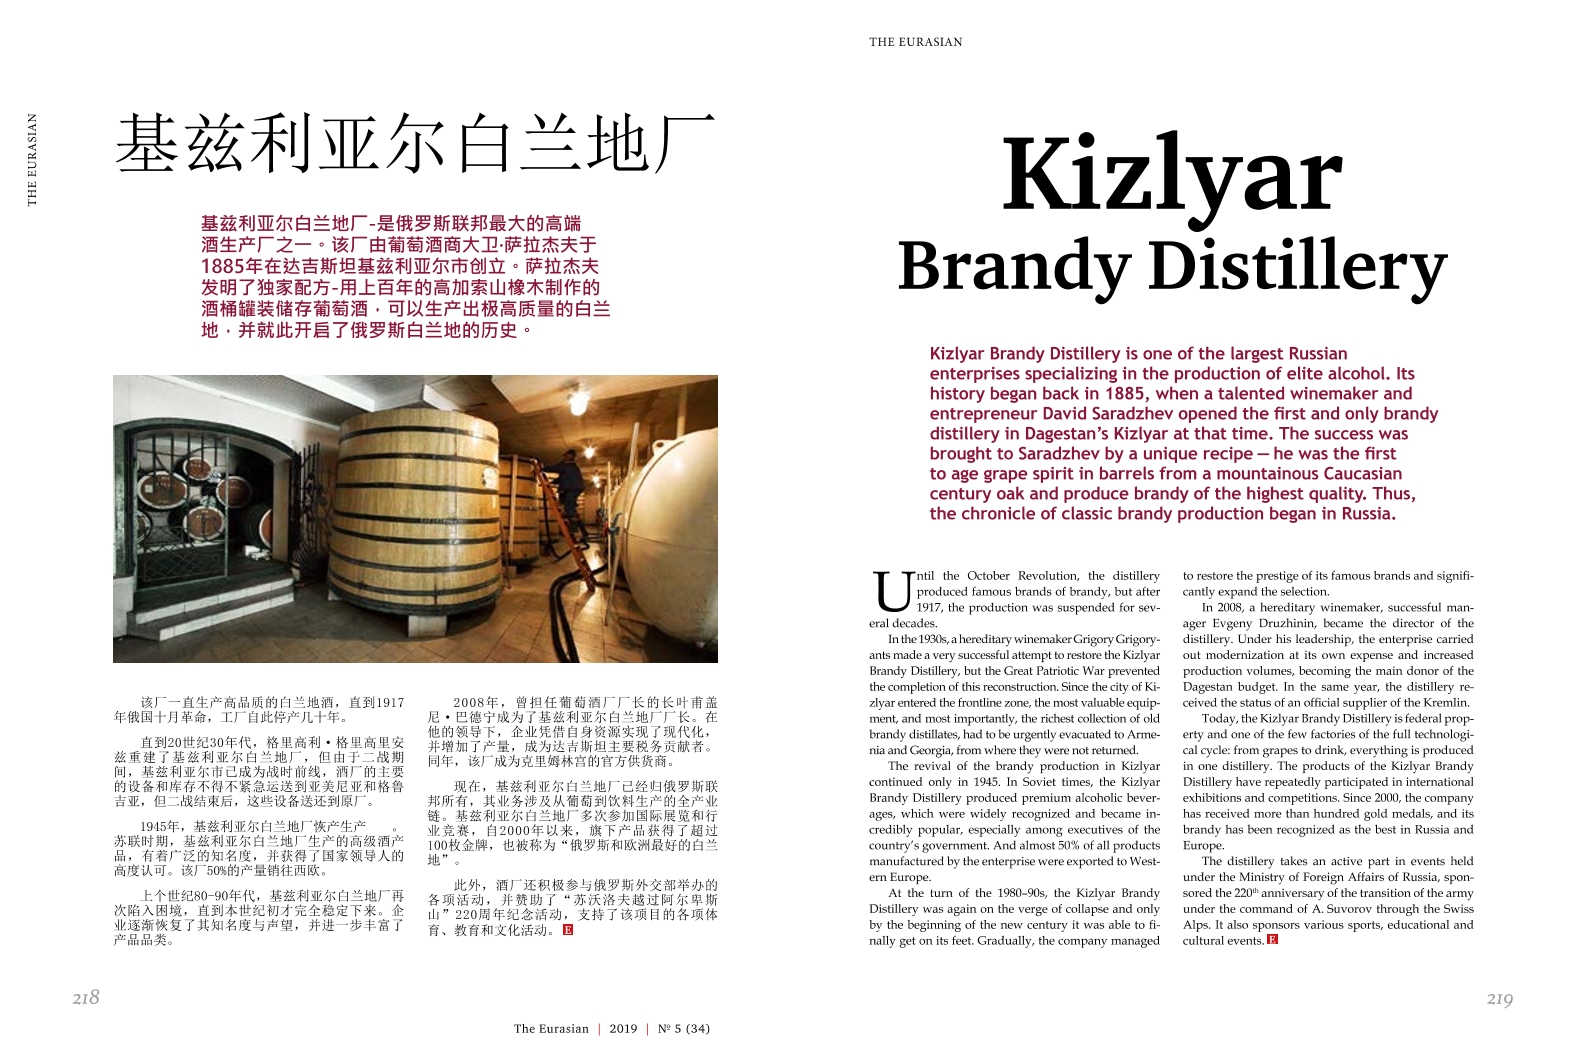 THE EURASIAN
基兹利亚尔白兰地厂
基兹利亚尔白兰地厂-是俄罗斯联邦最大的高端
酒生产厂之一。该厂由葡萄酒商大卫·萨拉杰夫于
1885年在达吉斯坦基兹利亚尔市创立。萨拉杰夫
发明了独家配方-用上百年的高加索山橡木制作的
酒桶罐装储存葡萄酒，可以生产出极高质量的白兰
地，并就此开启了俄罗斯白兰地的历史。
该厂一直生产高品质的白兰地酒，直到1917
年俄国十月革命，工厂自此停产几十年。
直到20世纪30年代，格里高利·格里高里安
兹重建了基兹利亚尔白兰地厂，但由于二战期
间，基兹利亚尔市已成为战时前线，酒厂的主要
的设备和库存不得不紧急运送到亚美尼亚和格鲁
吉亚，但二战结束后，这些设备送还到原厂。
1945年，基兹利亚尔白兰地厂恢产生产 。
苏联时期，基兹利亚尔白兰地厂生产的高级酒产
品，有着广泛的知名度，并获得了国家领导人的
高度认可。该厂50%的产量销往西欧。
上个世纪80-90年代，基兹利亚尔白兰地厂再
次陷入困境，直到本世纪初才完全稳定下来。企
业逐渐恢复了其知名度与声望，并进一步丰富了
产品品类。
2008年，曾担任葡萄酒厂厂长的长叶甫盖
尼·巴德宁成为了基兹利亚尔白兰地厂厂长。在
他的领导下，企业凭借自身资源实现了现代化，
并增加了产量，成为达吉斯坦主要税务贡献者。
同年，该厂成为克里姆林宫的官方供货商。
现在，基兹利亚尔白兰地厂已经归俄罗斯联
邦所有，其业务涉及从葡萄到饮料生产的全产业
链。基兹利亚尔白兰地厂多次参加国际展览和行
业竞赛，自2000年以来，旗下产品获得了超过
100枚金牌，也被称为“俄罗斯和欧洲最好的白兰
地”。
此外，酒厂还积极参与俄罗斯外交部举办的
各项活动，并赞助了“苏沃洛夫越过阿尔卑斯
山”220周年纪念活动，支持了该项目的各项体
育、教育和文化活动。 E
218
The Eurasian | 2019 | № 5 (34)
THE EURASIAN
Kizlyar
Brandy Distillery
Kizlyar Brandy Distillery is one of the largest Russian
enterprises specializing in the production of elite alcohol. Its
history began back in 1885, when a talented winemaker and
entrepreneur David Saradzhev opened the first and only brandy
distillery in Dagestan’s Kizlyar at that time. The success was
brought to Saradzhev by a unique recipe — he was the first
to age grape spirit in barrels from a mountainous Caucasian
century oak and produce brandy of the highest quality. Thus,
the chronicle of classic brandy production began in Russia.
Until the October Revolution, the distillery
produced famous brands of brandy, but after
1917, the production was suspended for sev-
eral decades.
In the 1930s, a hereditary winemaker Grigory Grigory-
ants made a very successful attempt to restore the Kizlyar
Brandy Distillery, but the Great Patriotic War prevented
the completion of this reconstruction. Since the city of Ki-
zlyar entered the frontline zone, the most valuable equip-
ment, and most importantly, the richest collection of old
brandy distillates, had to be urgently evacuated to Arme-
nia and Georgia, from where they were not returned.
The revival of the brandy production in Kizlyar
continued only in 1945. In Soviet times, the Kizlyar
Brandy Distillery produced premium alcoholic bever-
ages, which were widely recognized and became in-
credibly popular, especially among executives of the
country’s government. And almost 50% of all products
manufactured by the enterprise were exported to West-
ern Europe.
At the turn of the 1980–90s, the Kizlyar Brandy
Distillery was again on the verge of collapse and only
by the beginning of the new century it was able to fi-
nally get on its feet. Gradually, the company managed
to restore the prestige of its famous brands and signifi-
cantly expand the selection.
In 2008, a hereditary winemaker, successful man-
ager Evgeny Druzhinin, became the director of the
distillery. Under his leadership, the enterprise carried
out modernization at its own expense and increased
production volumes, becoming the main donor of the
Dagestan budget. In the same year, the distillery re-
ceived the status of an official supplier of the Kremlin.
Today, the Kizlyar Brandy Distillery is federal prop-
erty and one of the few factories of the full technologi-
cal cycle: from grapes to drink, everything is produced
in one distillery. The products of the Kizlyar Brandy
Distillery have repeatedly participated in international
exhibitions and competitions. Since 2000, the company
has received more than hundred gold medals, and its
brandy has been recognized as the best in Russia and
Europe.
The distillery takes an active part in events held
under the Ministry of Foreign Affairs of Russia, spon-
sored the 220th anniversary of the transition of the army
under the command of A. Suvorov through the Swiss
Alps. It also sponsors various sports, educational and
cultural events. E
219